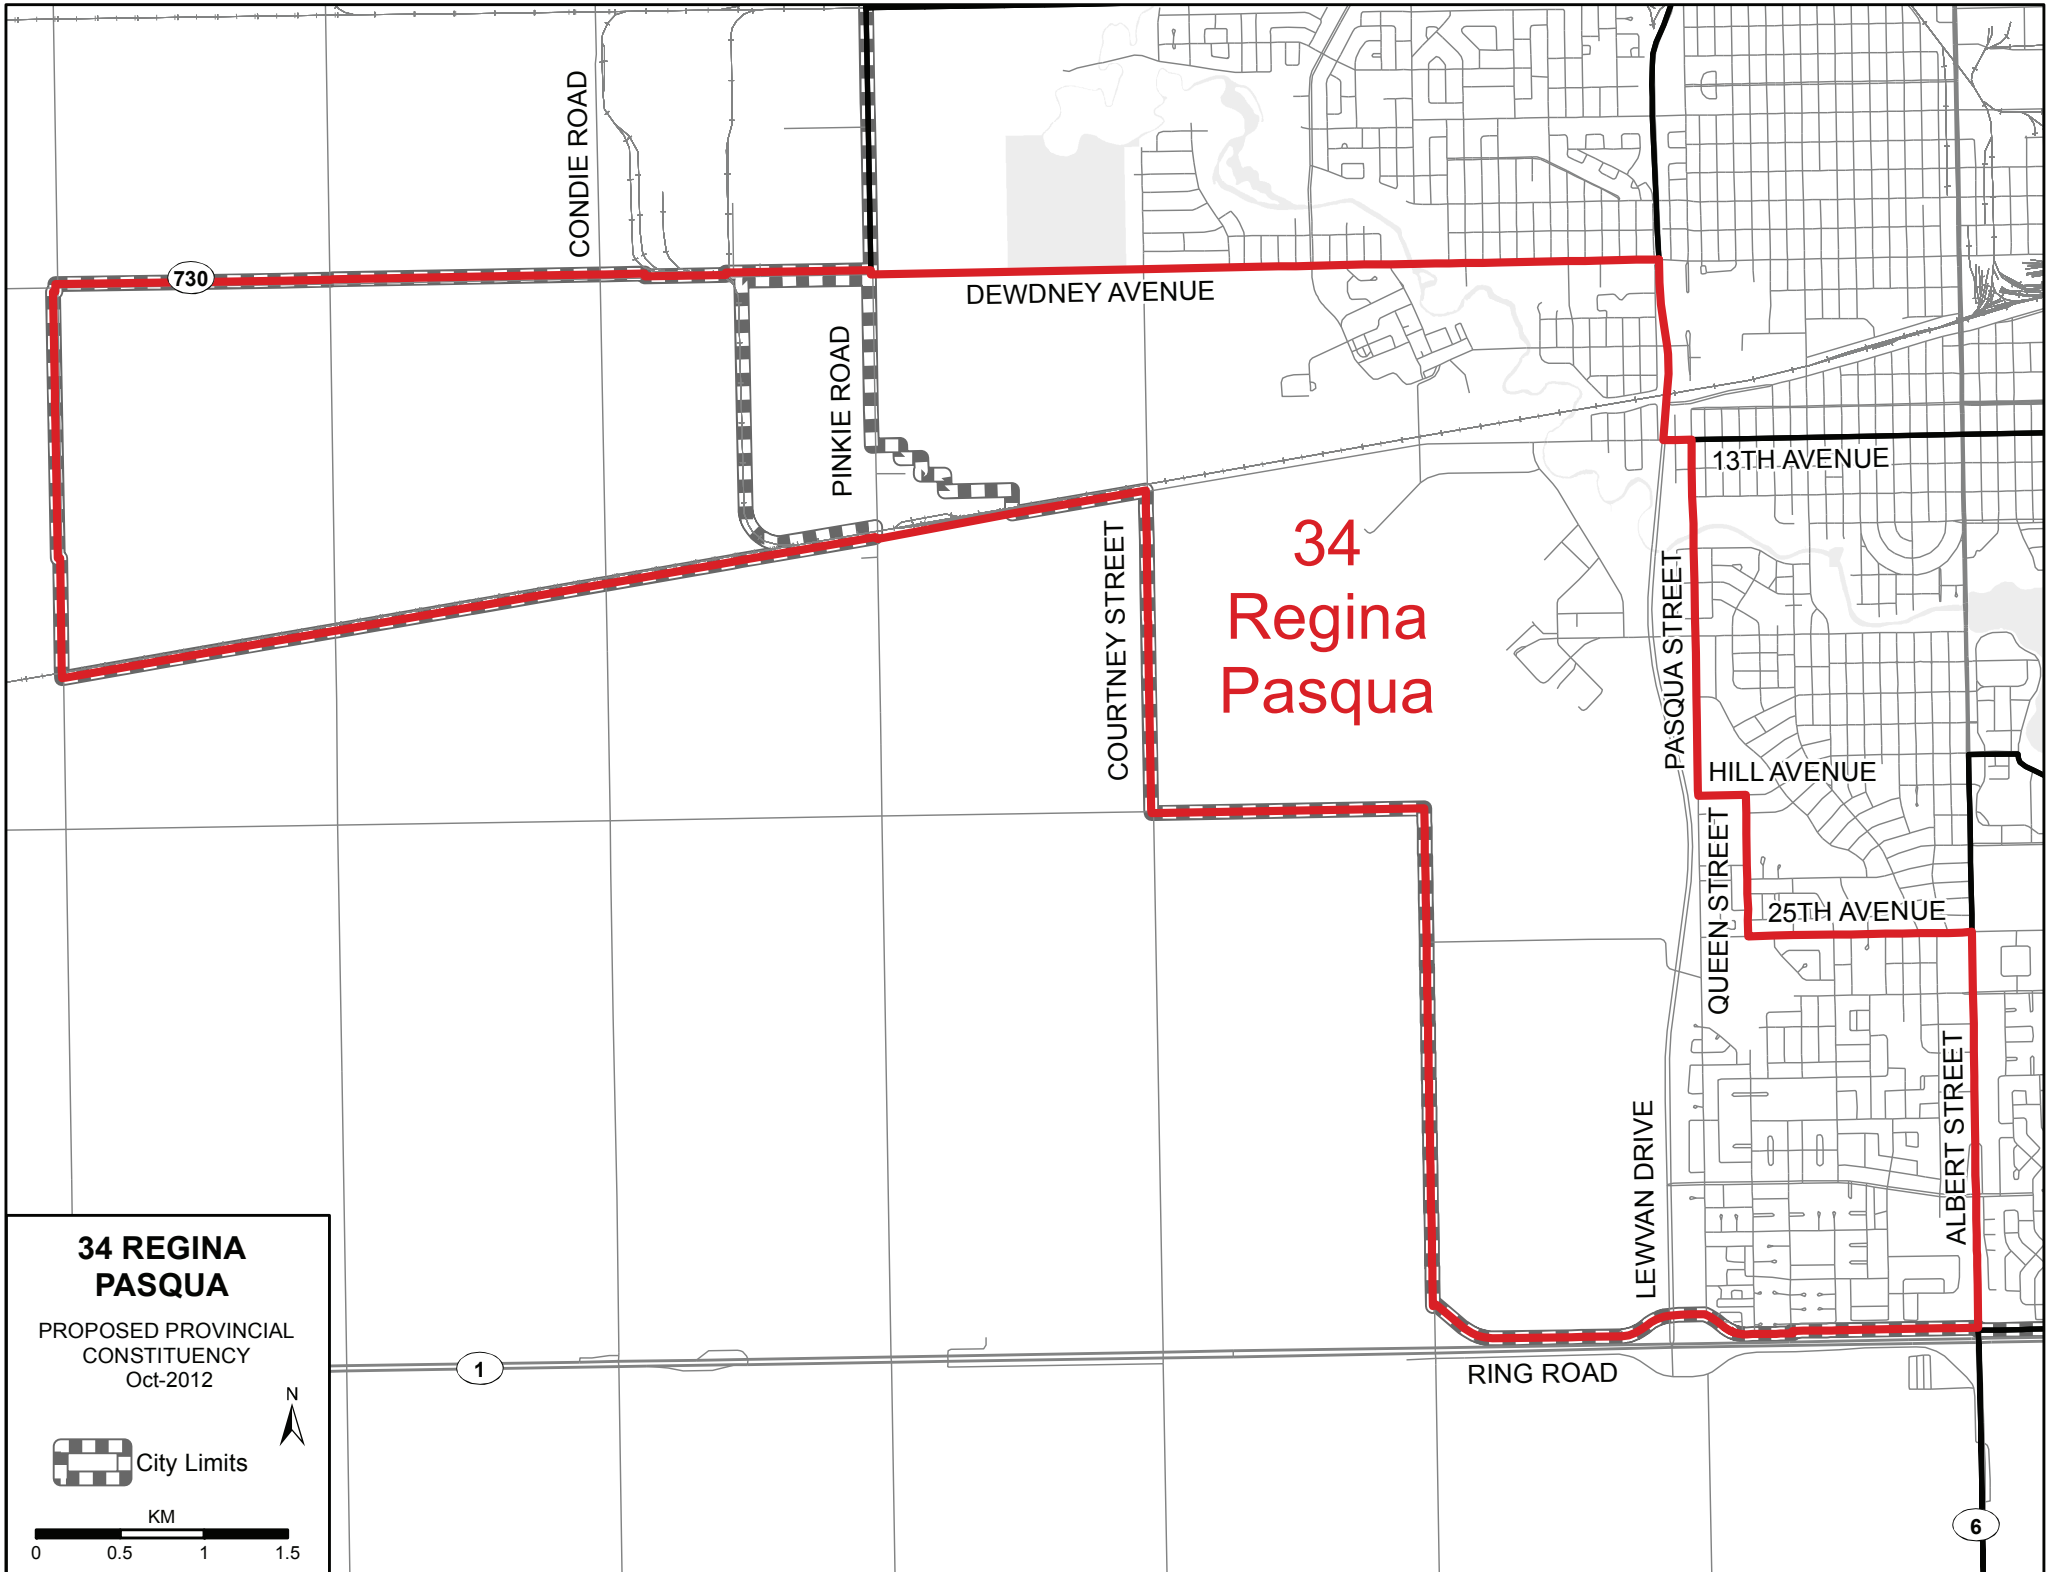 CONDIE ROAD
730
DEWDNEY AVENUE
PINKIE ROAD
13TH AVENUE
COURTNEY STREET
34
Regina
Pasqua
PASQUA STREET
HILL AVENUE
QUEEN STREET
25TH AVENUE
ALBERT STREET
LEWVAN DRIVE
RING ROAD
1
6
34 REGINA
PASQUA
PROPOSED PROVINCIAL
CONSTITUENCY
Oct-2012
N
City Limits
KM
0 0.5 1 1.5